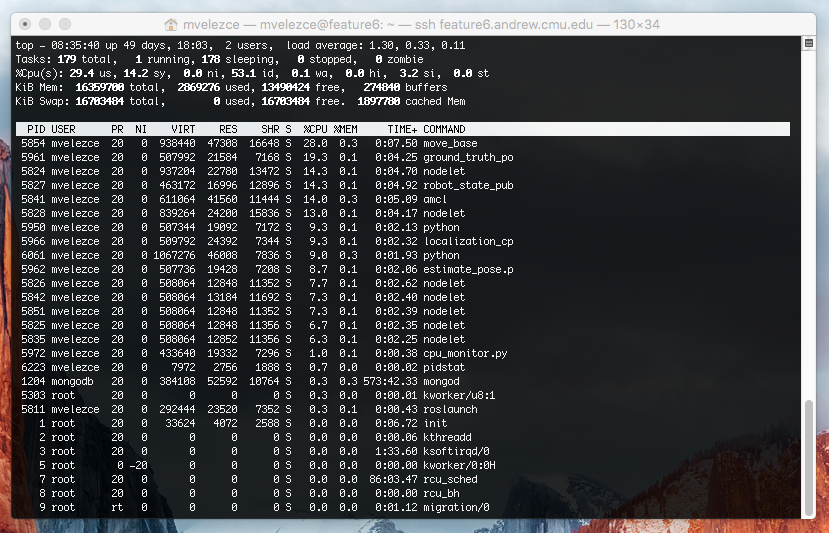 mvelezce — mvelezce@feature6: ~ — ssh feature6.andrew.cmu.edu — 130×34
top - 08:35:40 up 49 days, 18:03,  2 users,  load average: 1.30, 0.33, 0.11
Tasks: 179 total,   1 running, 178 sleeping,   0 stopped,   0 zombie
%Cpu(s): 29.4 us, 14.2 sy,  0.0 ni, 53.1 id,  0.1 wa,  0.0 hi,  3.2 si,  0.0 st
KiB Mem:  16359700 total,  2869276 used, 13490424 free,   274840 buffers
KiB Swap: 16703484 total,        0 used, 16703484 free.  1897780 cached Mem
PID USER PR NI VIRT RES SHR S %CPU %MEM TIME+ COMMAND
5854 mvelezce 20 0 938440 47308 16648 S 28.0 0.3 0:07.50 move_base
5961 mvelezce 20 0 507992 21584 7168 S 19.3 0.1 0:04.25 ground_truth_po
5824 mvelezce 20 0 937204 22780 13472 S 14.3 0.1 0:04.70 nodelet
5827 mvelezce 20 0 463172 16996 12896 S 14.3 0.1 0:04.92 robot_state_pub
5841 mvelezce 20 0 611064 41560 11444 S 14.0 0.3 0:05.09 amcl
5828 mvelezce 20 0 839264 24200 15836 S 13.0 0.1 0:04.17 nodelet
5950 mvelezce 20 0 507344 19092 7172 S 9.3 0.1 0:02.13 python
5966 mvelezce 20 0 509792 24392 7344 S 9.3 0.1 0:02.32 localization_cp
6061 mvelezce 20 0 1067276 46008 7836 S 9.0 0.3 0:01.93 python
5962 mvelezce 20 0 507736 19428 7208 S 8.7 0.1 0:02.06 estimate_pose.p
5826 mvelezce 20 0 508064 12848 11352 S 7.7 0.1 0:02.62 nodelet
5842 mvelezce 20 0 508064 13184 11692 S 7.3 0.1 0:02.40 nodelet
5851 mvelezce 20 0 508064 12848 11352 S 7.3 0.1 0:02.39 nodelet
5825 mvelezce 20 0 508064 12848 11356 S 6.7 0.1 0:02.35 nodelet
5835 mvelezce 20 0 508064 12852 11356 S 6.3 0.1 0:02.25 nodelet
5972 mvelezce 20 0 433640 19332 7296 S 1.0 0.1 0:00.38 cpu_monitor.py
6223 mvelezce 20 0 7972 2756 1888 S 0.7 0.0 0:00.02 pidstat
1204 mongodb 20 0 384108 52592 10764 S 0.3 0.3 573:42.33 mongod
5303 root 20 0 0 0 0 S 0.3 0.0 0:00.01 kworker/u8:1
5811 mvelezce 20 0 292444 23520 7352 S 0.3 0.1 0:00.43 roslaunch
1 root 20 0 33624 4072 2588 S 0.0 0.0 0:06.72 init
2 root 20 0 0 0 0 S 0.0 0.0 0:00.06 kthreadd
3 root 20 0 0 0 0 S 0.0 0.0 1:33.60 ksoftirqd/0
5 root 0 -20 0 0 0 S 0.0 0.0 0:00.00 kworker/0:0H
7 root 20 0 0 0 0 S 0.0 0.0 86:03.47 rcu_sched
8 root 20 0 0 0 0 S 0.0 0.0 0:00.00 rcu_bh
9 root rt 0 0 0 0 S 0.0 0.0 0:01.12 migration/0